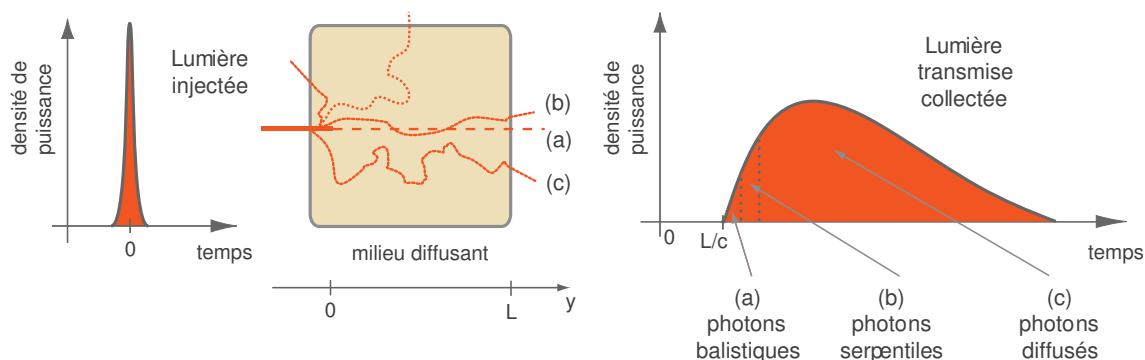 densité de
puissance
Lumière
injectée
0
temps
(b)
(a)
(c)
milieu diffusant
0
L
y
densité de
puissance
Lumière
transmise
collectée
0
L/c
temps
(a)
photons
balistiques
(b)
photons
serpentiles
(c)
photons
diffusés